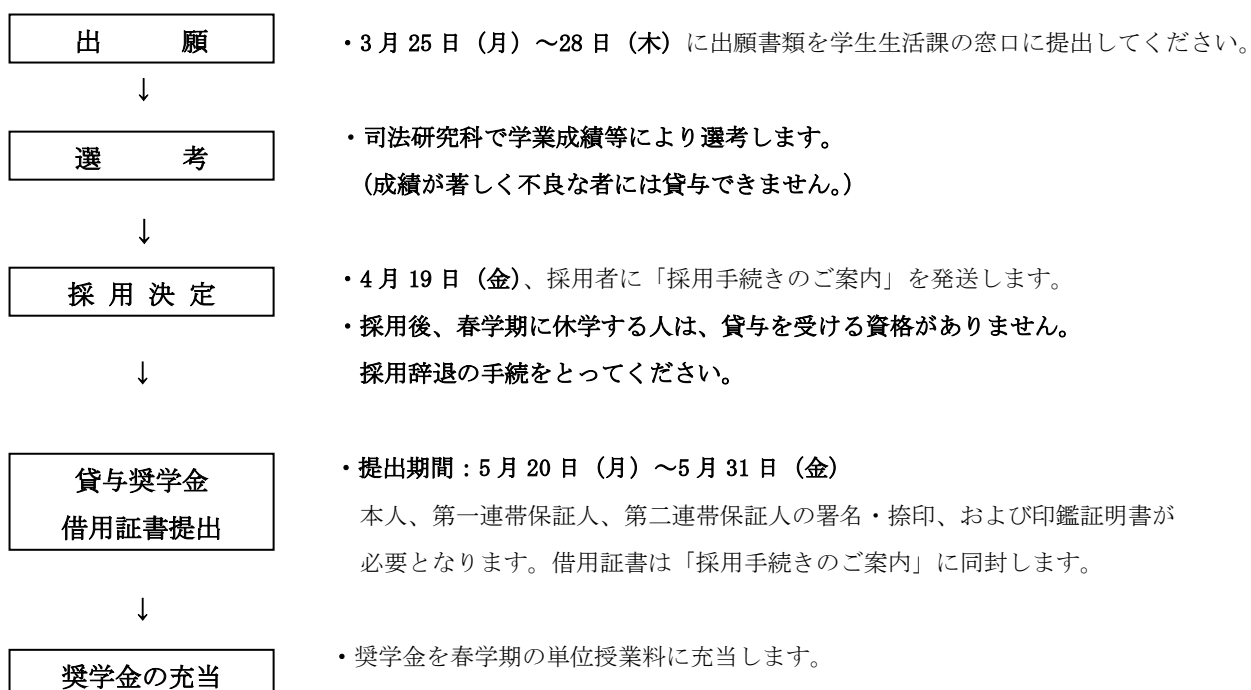 出　願
・3月25日（月）～28日（木）に出願書類を学生生活課の窓口に提出してください。
↓
選　考
・司法研究科で学業成績等により選考します。
（成績が著しく不良な者には貸与できません。）
↓
採用決定
・4月19日（金）、採用者に「採用手続きのご案内」を発送します。
・採用後、春学期に休学する人は、貸与を受ける資格がありません。
採用辞退の手続をとってください。
↓
貸与奨学金
借用証書提出
・提出期間：5月20日（月）～5月31日（金）
本人、第一連帯保証人、第二連帯保証人の署名・捺印、および印鑑証明書が
必要となります。借用証書は「採用手続きのご案内」に同封します。
↓
奨学金の充当
・奨学金を春学期の単位授業料に充当します。